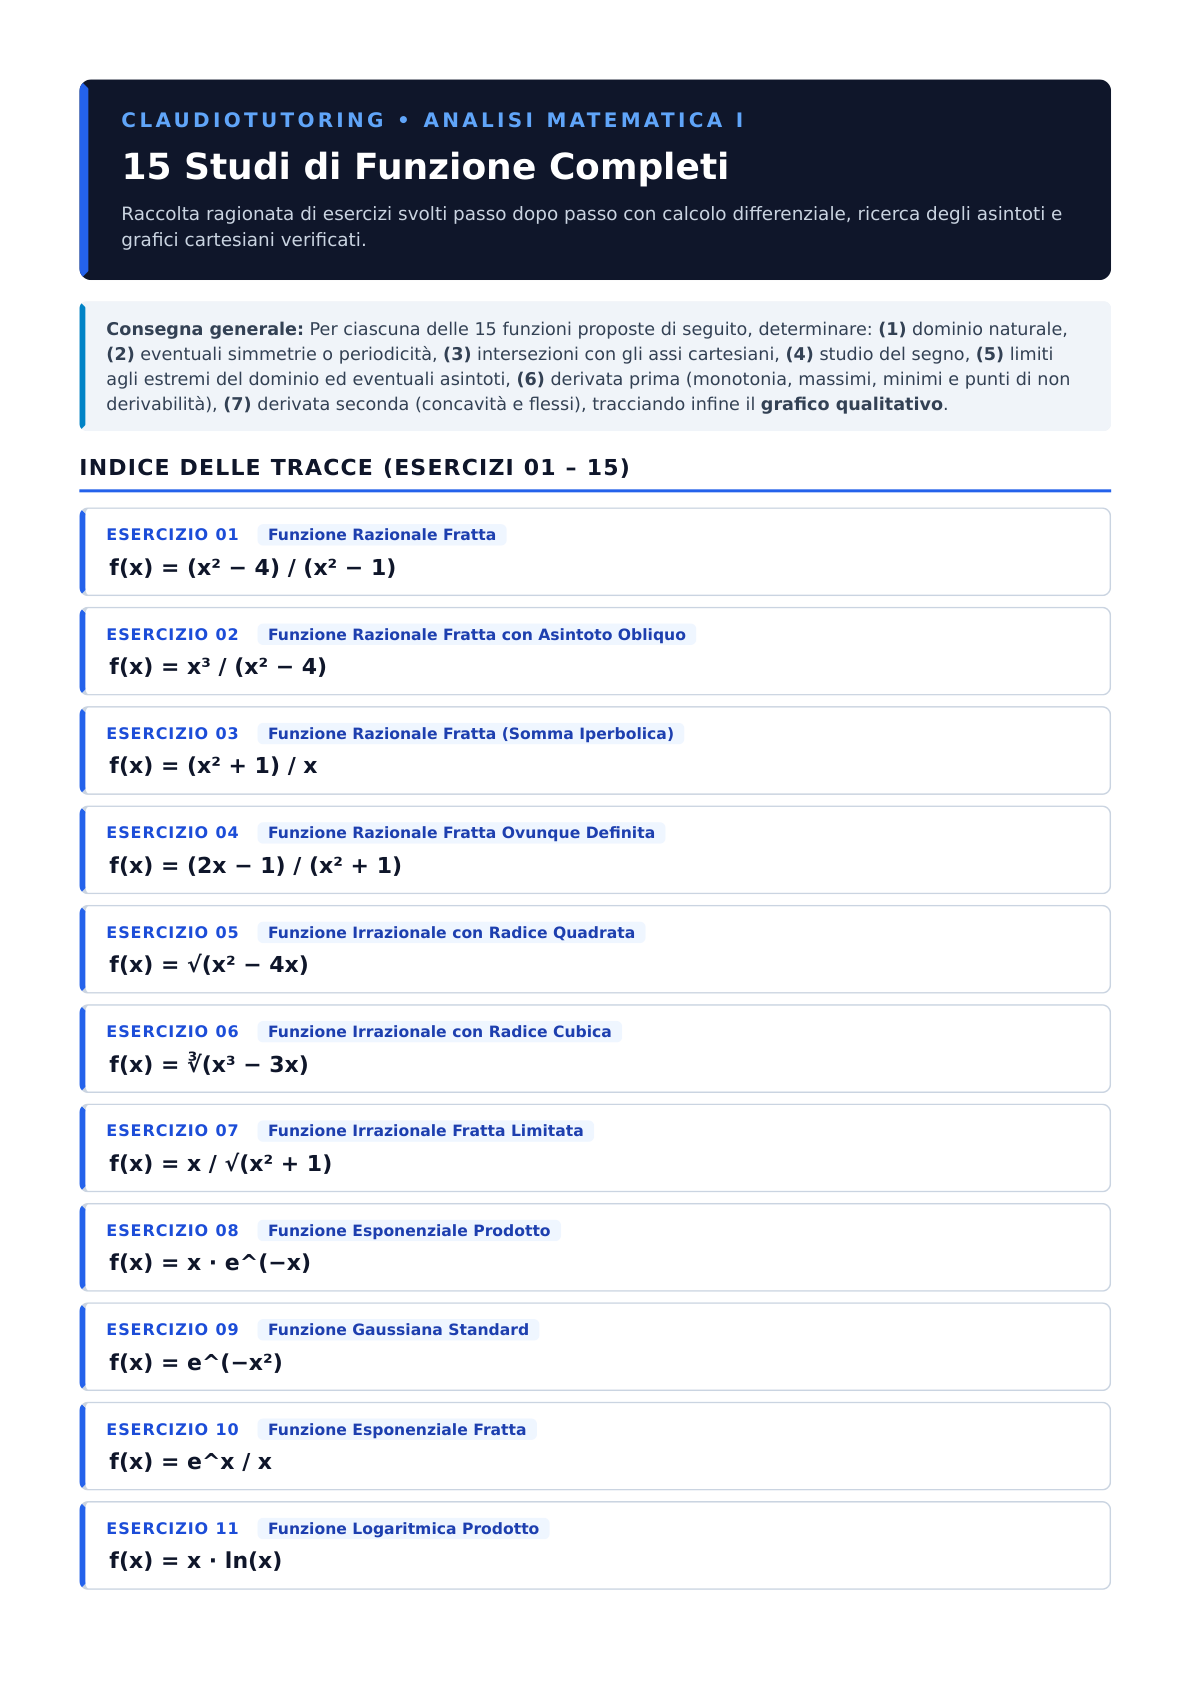 CLAUDIOTUTORING • ANALISI MATEMATICA I
15 Studi di Funzione Completi
Raccolta ragionata di esercizi svolti passo dopo passo con calcolo differenziale, ricerca degli asintoti e
grafici cartesiani verificati.
Consegna generale: Per ciascuna delle 15 funzioni proposte di seguito, determinare: (1) dominio naturale,
(2) eventuali simmetrie o periodicità, (3) intersezioni con gli assi cartesiani, (4) studio del segno, (5) limiti
agli estremi del dominio ed eventuali asintoti, (6) derivata prima (monotonia, massimi, minimi e punti di non
derivabilità), (7) derivata seconda (concavità e flessi), tracciando infine il grafico qualitativo.
INDICE DELLE TRACCE (ESERCIZI 01 – 15)
ESERCIZIO 01 Funzione Razionale Fratta
f(x) = (x² − 4) / (x² − 1)
ESERCIZIO 02 Funzione Razionale Fratta con Asintoto Obliquo
f(x) = x³ / (x² − 4)
ESERCIZIO 03 Funzione Razionale Fratta (Somma Iperbolica)
f(x) = (x² + 1) / x
ESERCIZIO 04 Funzione Razionale Fratta Ovunque Definita
f(x) = (2x − 1) / (x² + 1)
ESERCIZIO 05 Funzione Irrazionale con Radice Quadrata
f(x) = √(x² − 4x)
ESERCIZIO 06 Funzione Irrazionale con Radice Cubica
f(x) = ∛(x³ − 3x)
ESERCIZIO 07 Funzione Irrazionale Fratta Limitata
f(x) = x / √(x² + 1)
ESERCIZIO 08 Funzione Esponenziale Prodotto
f(x) = x · e^(−x)
ESERCIZIO 09 Funzione Gaussiana Standard
f(x) = e^(−x²)
ESERCIZIO 10 Funzione Esponenziale Fratta
f(x) = e^x / x
ESERCIZIO 11 Funzione Logaritmica Prodotto
f(x) = x · ln(x)